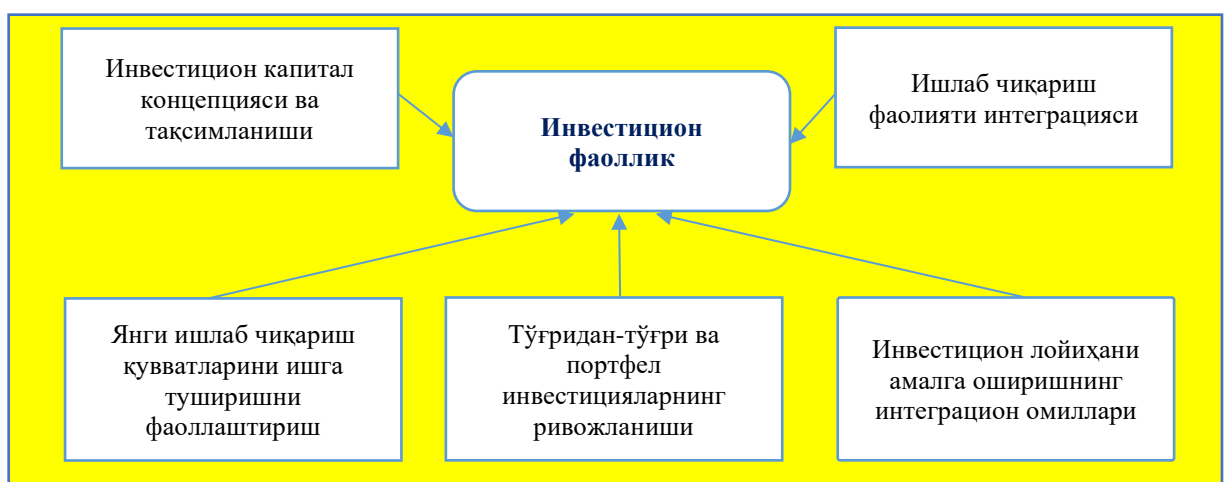 Инвестицион капитал
концепцияси ва
тақсимланиши
Инвестицион
фаоллик
Ишлаб чиқариш
фаолияти интеграцияси
Янги ишлаб чиқариш
қувватларини ишга
туширишни
фаоллаштириш
Тўғридан-тўғри ва
портфел
инвестицияларнинг
ривожланиши
Инвестицион лойиҳани
амалга оширишнинг
интеграцион омиллари